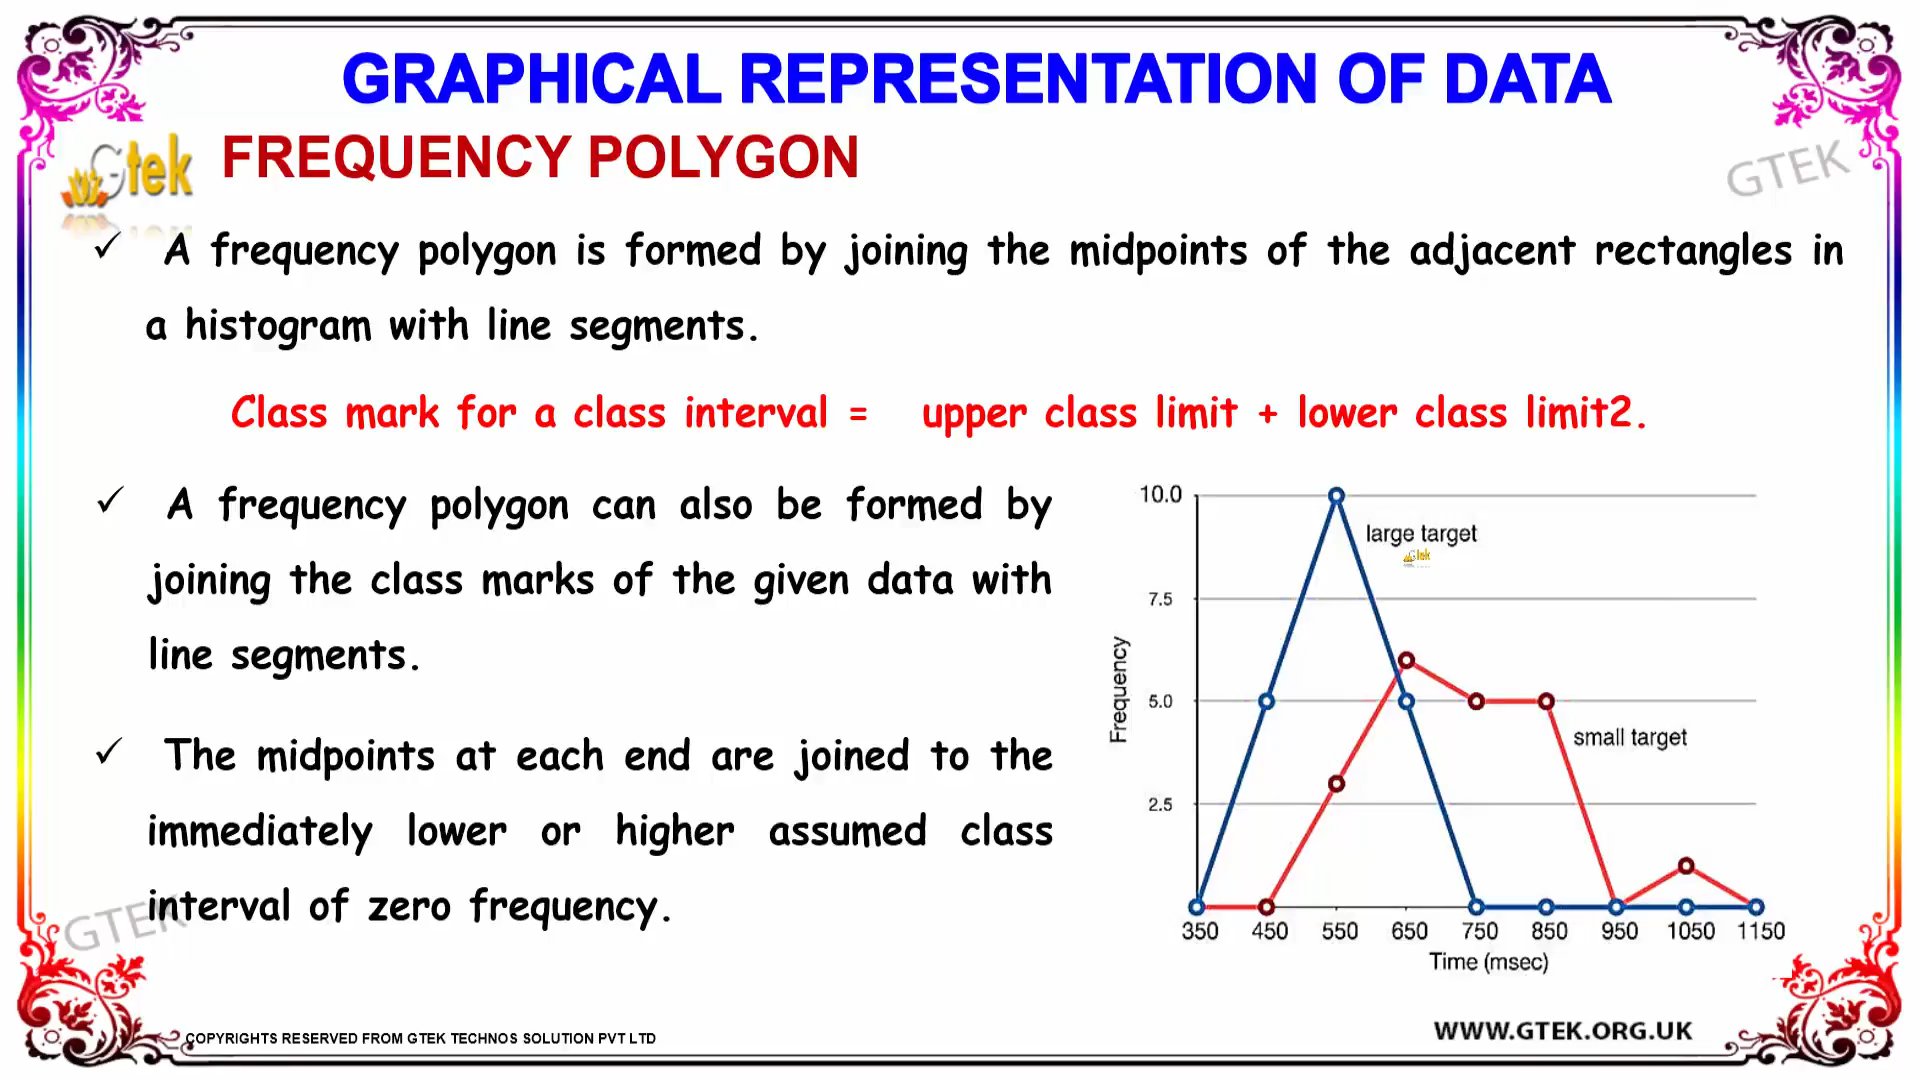 GRAPHICAL REPRESENTATION OF DATA
Gtek
FREQUENCY POLYGON
GTEK
✓ A frequency polygon is formed by joining the midpoints of the adjacent rectangles in
a histogram with line segments.
Class mark for a class interval = upper class limit + lower class limit2.
✓ A frequency polygon can also be formed by
joining the class marks of the given data with
line segments.
✓ The midpoints at each end are joined to the
immediately lower or higher assumed class
interval of zero frequency.
GTEK
10.0
large target
Gtek
7.5
Frequency
5.0
small target
2.5
350 450 550 650 750 850 950 1050 1150
Time (msec)
COPYRIGHTS RESERVED FROM GTEK TECHNOS SOLUTION PVT LTD
WWW.GTEK.ORG.UK